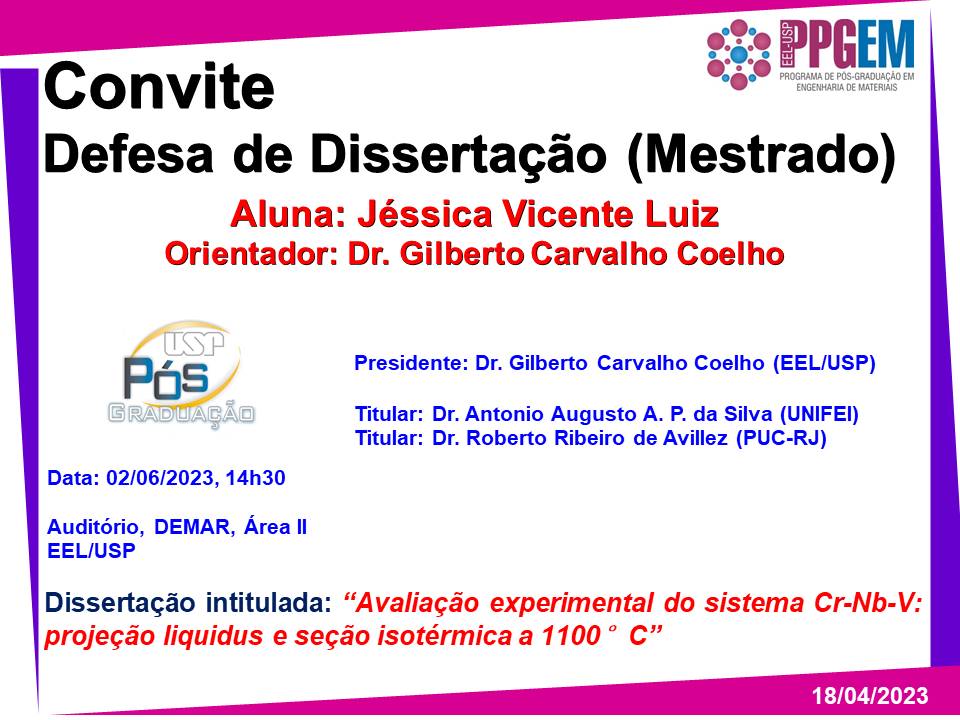 EEL-USP
PPGEM
PROGRAMA DE PÓS-GRADUAÇÃO EM
ENGENHARIA DE MATERIAIS
Convite
Defesa de Dissertação (Mestrado)
Aluna: Jéssica Vicente Luiz
Orientador: Dr. Gilberto Carvalho Coelho
USP
Pós
GRADUAÇÃO
Presidente: Dr. Gilberto Carvalho Coelho (EEL/USP)
Titular: Dr. Antonio Augusto A. P. da Silva (UNIFEI)
Titular: Dr. Roberto Ribeiro de Avillez (PUC-RJ)
Data: 02/06/2023, 14h30
Auditório, DEMAR, Área II
EEL/USP
Dissertação intitulada: “Avaliação experimental do sistema Cr-Nb-V:
projeção liquidus e seção isotérmica a 1100 ° C”
18/04/2023